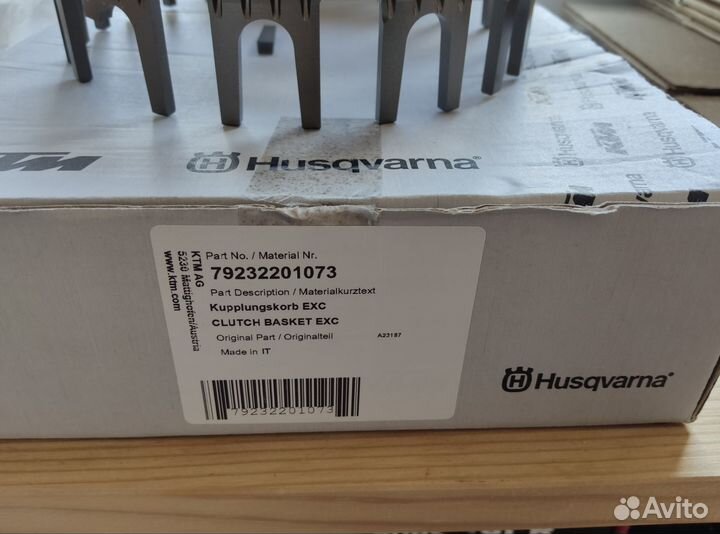 KTM
Husqvarna
KTM AG
5230 Mattighofen/Austria
www.ktm.com
Part No. / Material Nr.
79232201073
Part Description / Materialkurztext
Kupplungskorb EXC
CLUTCH BASKET EXC
Original Part / Originalteil
A23187
Made in IT
79232201073
Husqvarna
Avito